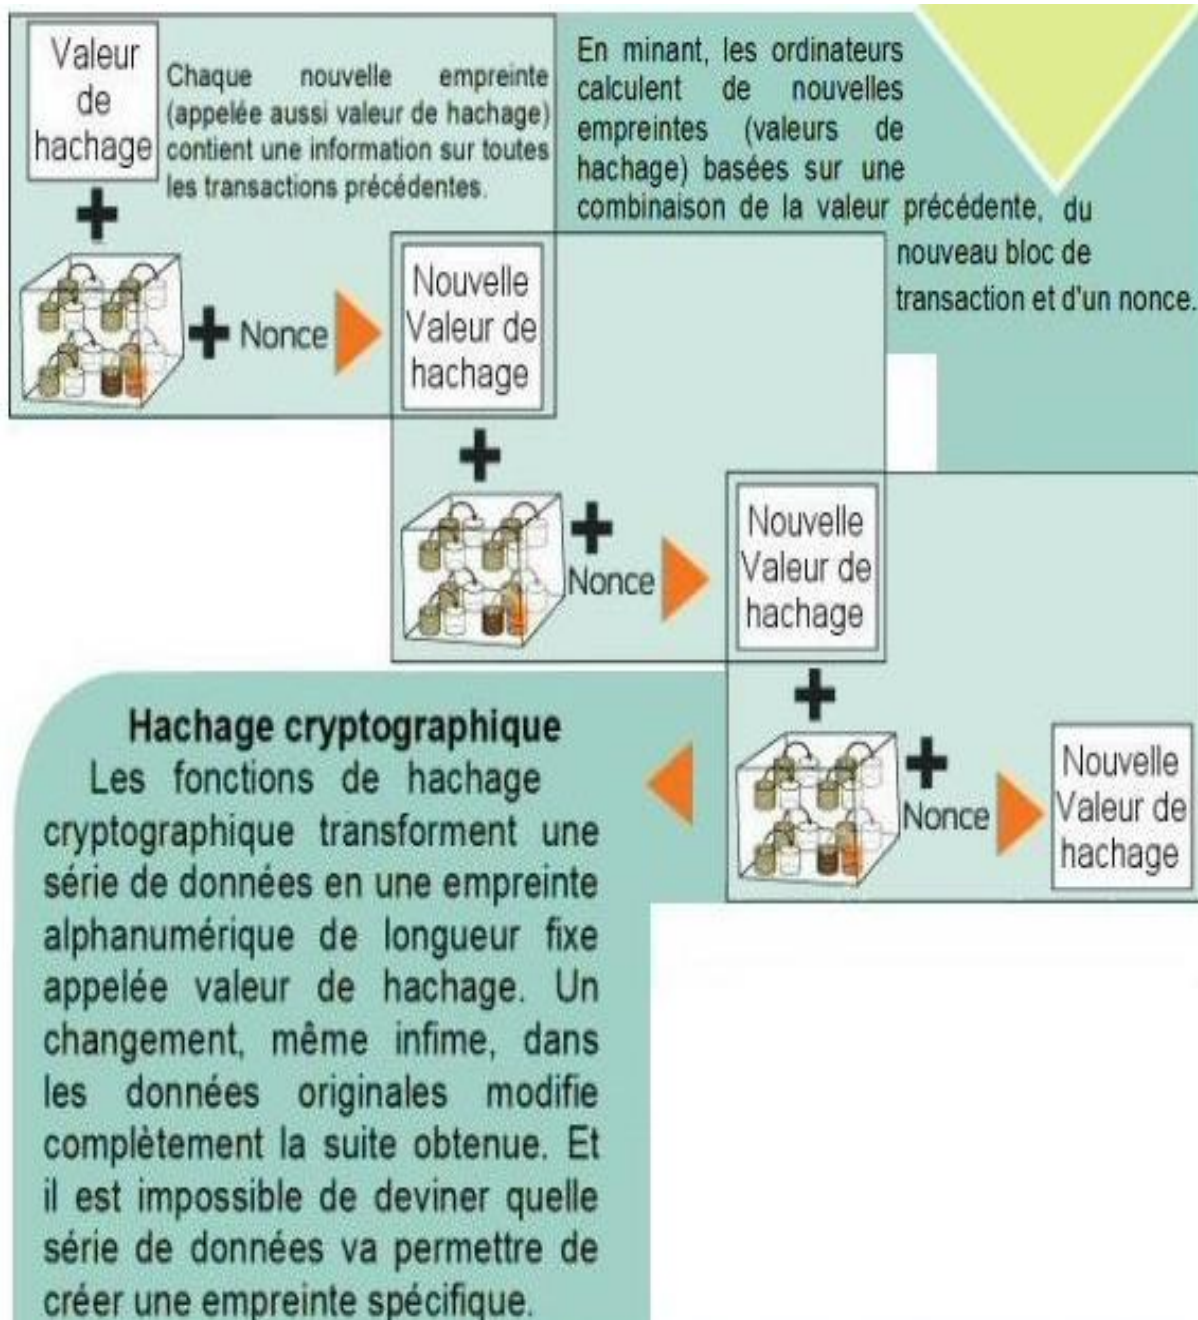 Valeur
de
hachage
Chaque nouvelle empreinte
(appelée aussi valeur de hachage)
contient une information sur toutes
les transactions précédentes.
En minant, les ordinateurs
calculent de nouvelles
empreintes (valeurs de
hachage) basées sur une
combinaison de la valeur précédente, du
nouveau bloc de
transaction et d'un nonce.
+
+ Nonce
Nouvelle
Valeur de
hachage
+
+
Nonce
Nouvelle
Valeur de
hachage
+
+
Nonce
Nouvelle
Valeur de
hachage
Hachage cryptographique
Les fonctions de hachage
cryptographique transforment une
série de données en une empreinte
alphanumérique de longueur fixe
appelée valeur de hachage. Un
changement, même infime, dans
les données originales modifie
complètement la suite obtenue. Et
il est impossible de deviner quelle
série de données va permettre de
créer une empreinte spécifique.